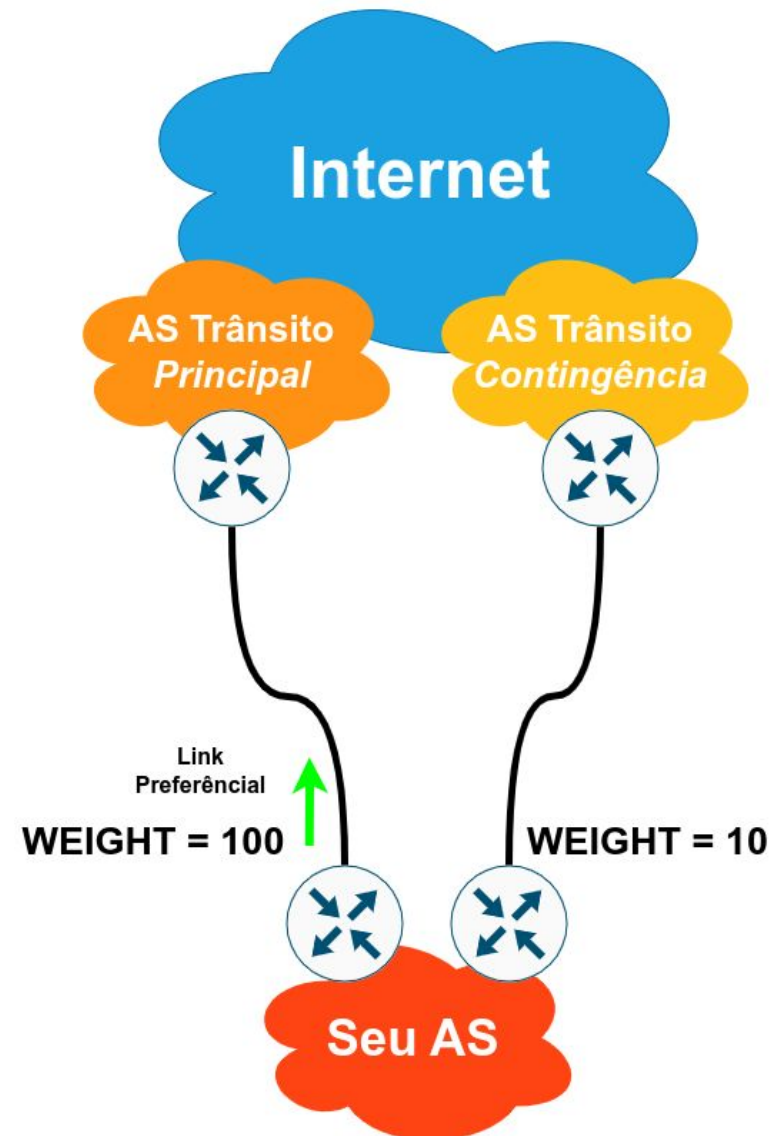 Internet
AS Trânsito
Principal
AS Trânsito
Contingência
Link
Preferêncial
WEIGHT = 100
WEIGHT = 10
Seu AS